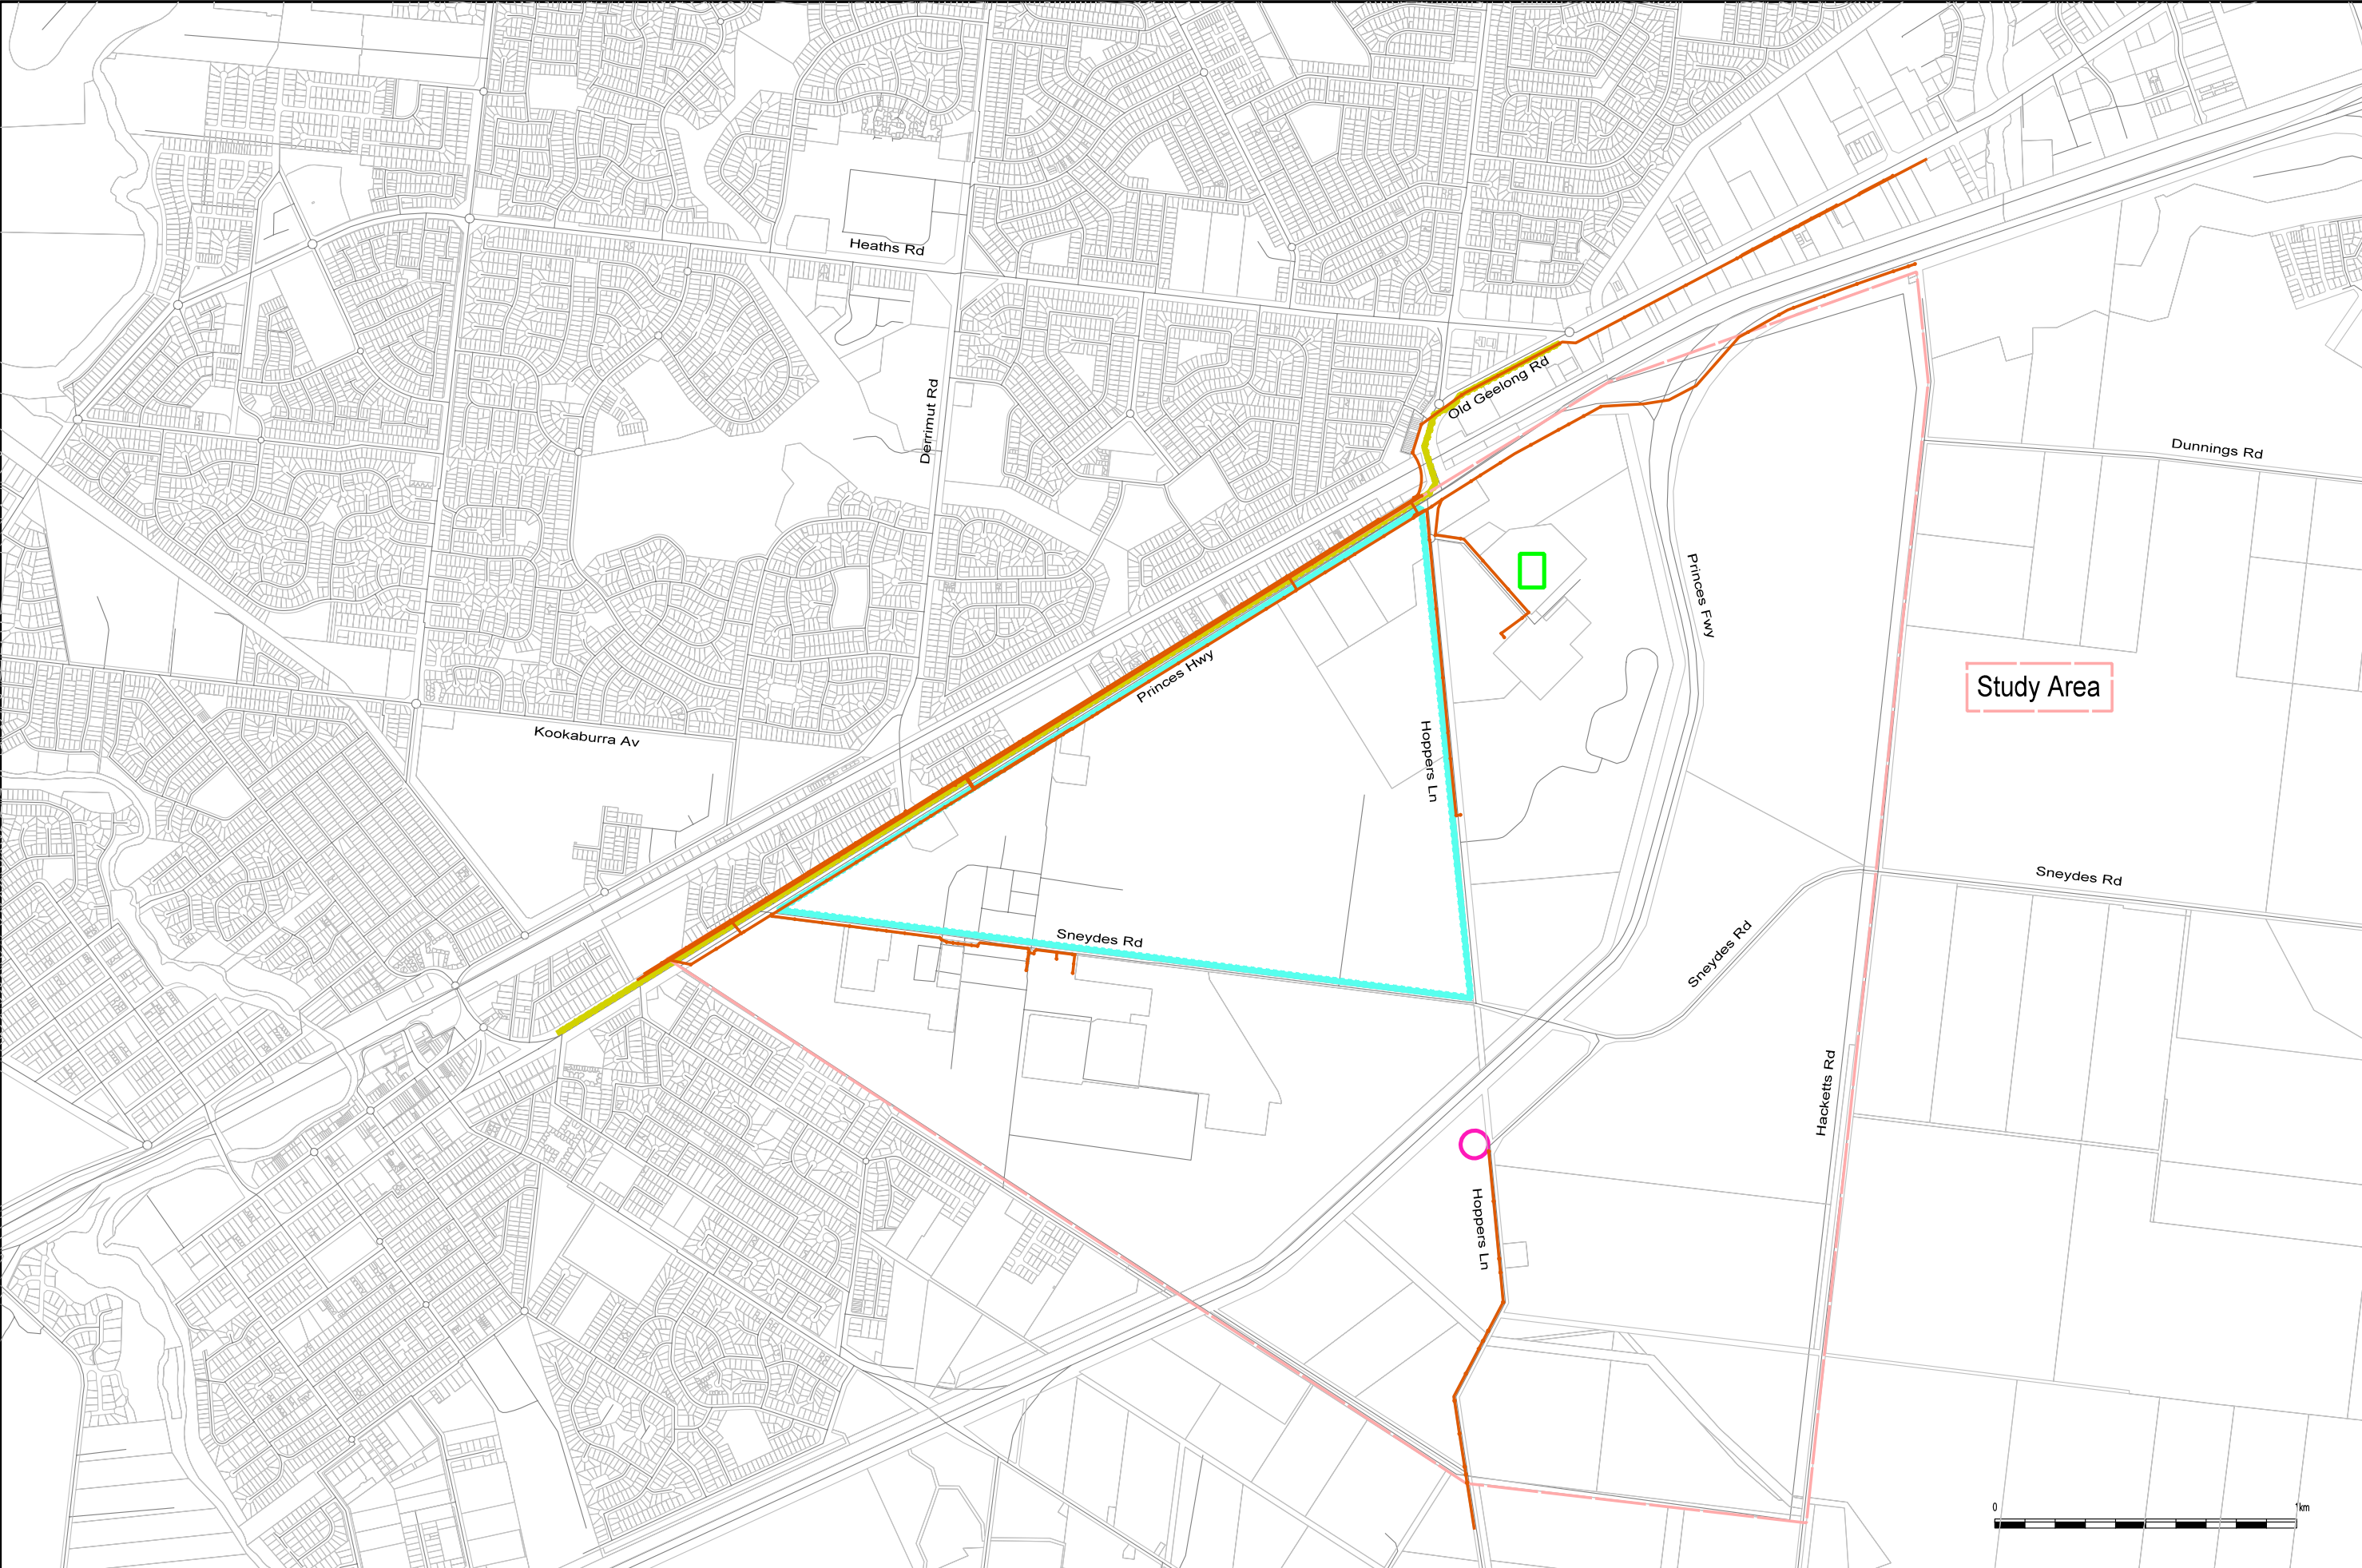 Heaths Rd
Derrimut Rd
Old Geelong Rd
Dunnings Rd
Princes Fwy
Princes Hwy
Study Area
Kookaburra Av
Hoppers Ln
Sneydes Rd
Sneydes Rd
Sneydes Rd
Hacketts Rd
Hoppers Ln
0 1km